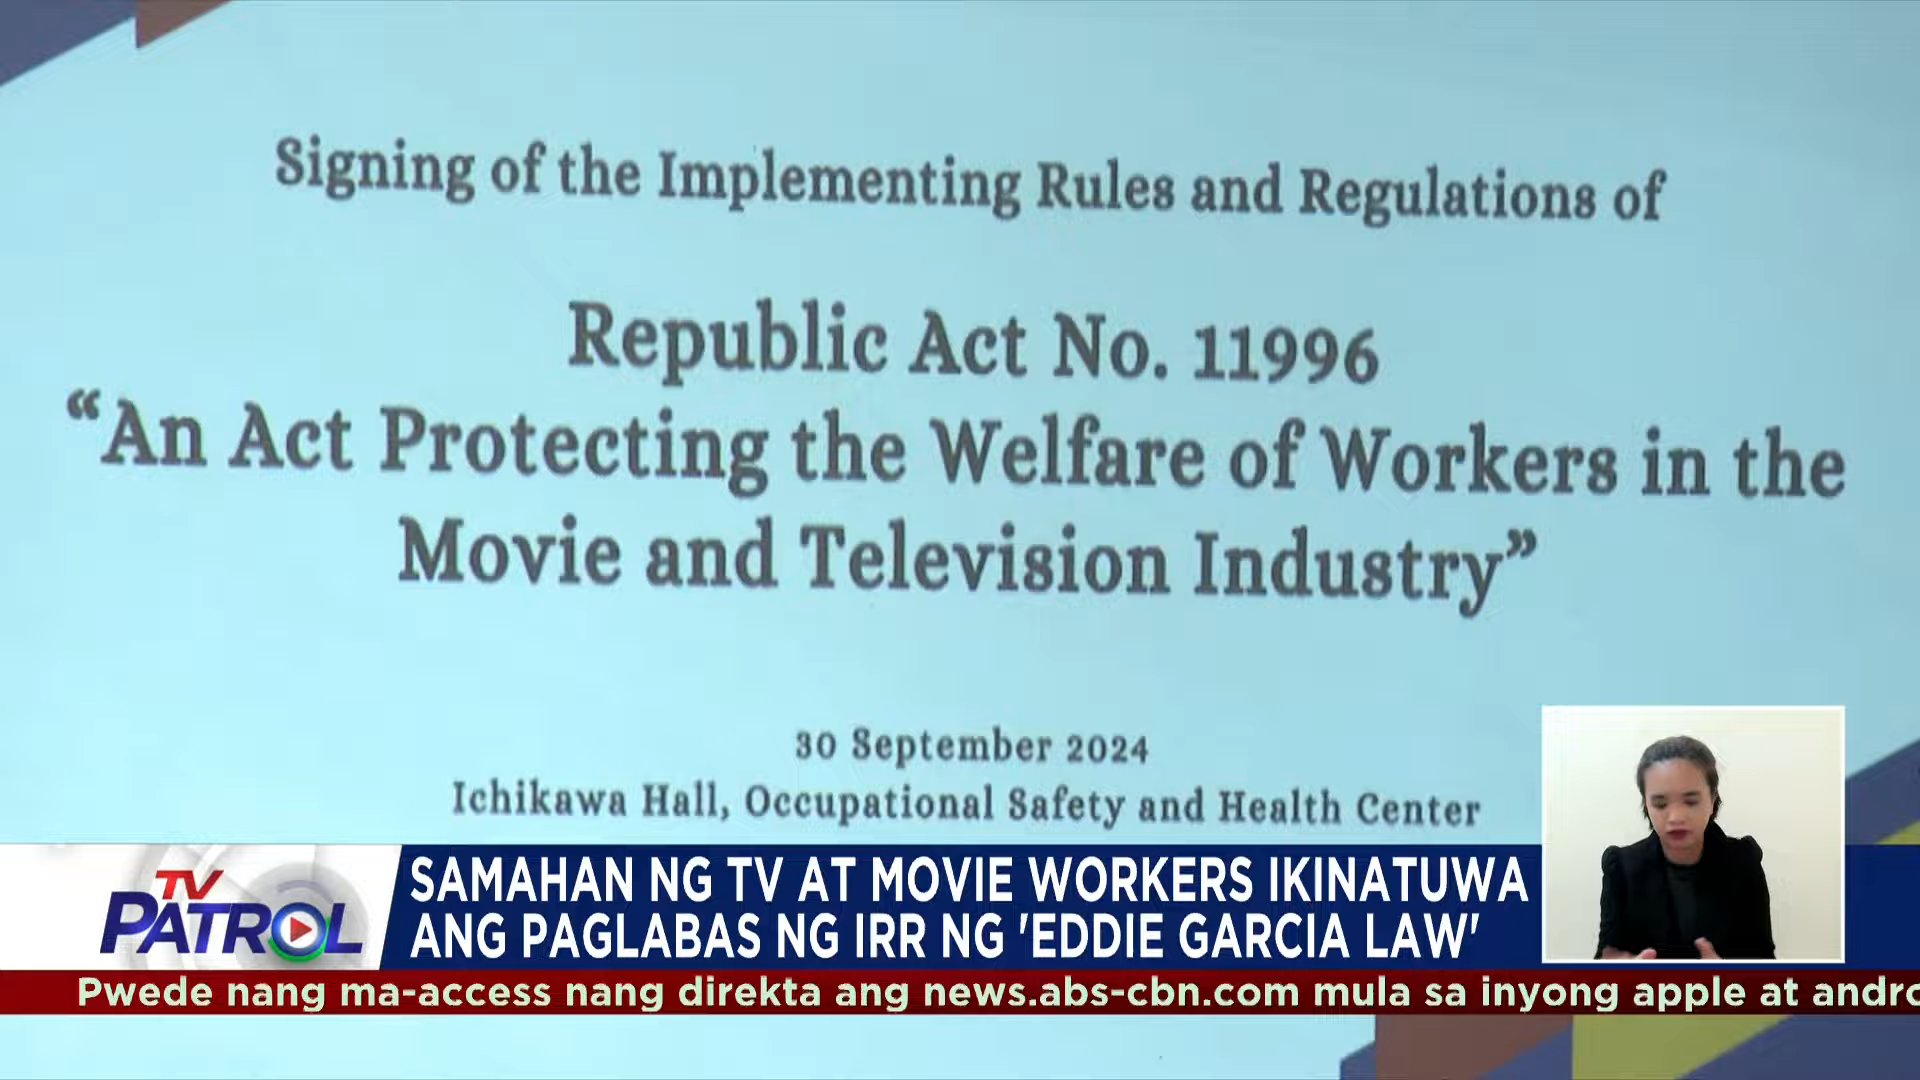 Signing of the Implementing Rules and Regulations of
Republic Act No. 11996
“An Act Protecting the Welfare of Workers in the
Movie and Television Industry”
30 September 2024
Ichikawa Hall, Occupational Safety and Health Center
TV
PATROL
SAMAHAN NG TV AT MOVIE WORKERS IKINATUWA
ANG PAGLABAS NG IRR NG 'EDDIE GARCIA LAW'
Pwede nang ma-access nang direkta ang news.abs-cbn.com mula sa inyong apple at andro